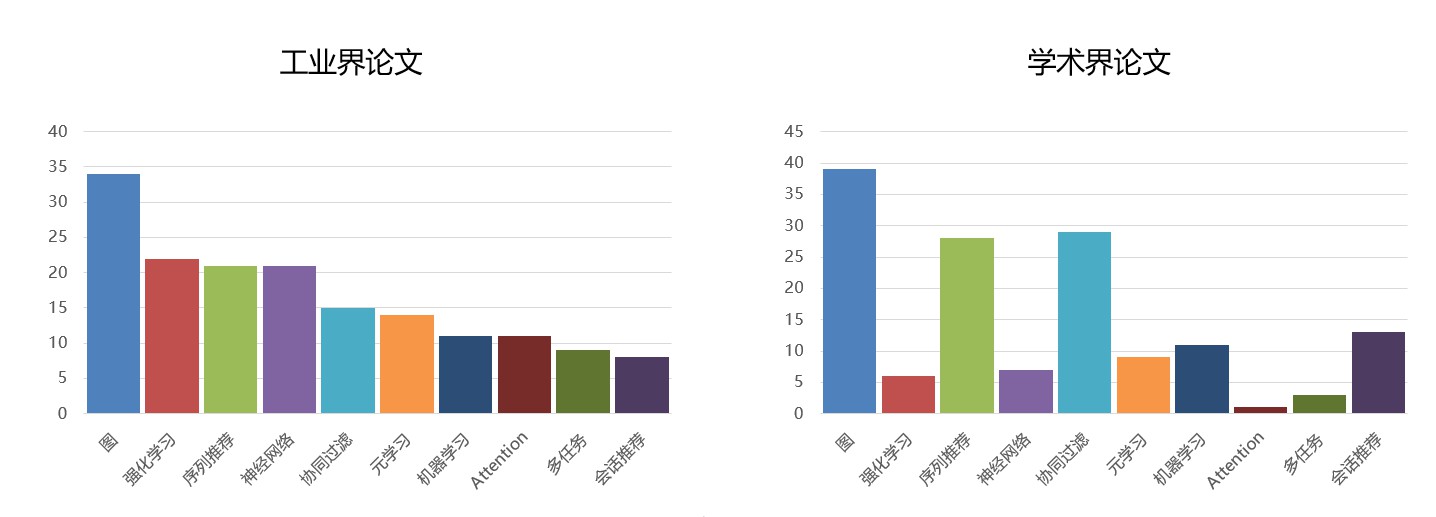 工业界论文
40
35
30
25
20
15
10
5
0
图
强化学习
序列推荐
神经网络
协同过滤
元学习
机器学习
Attention
多任务
会话推荐
学术界论文
45
40
35
30
25
20
15
10
5
0
图
强化学习
序列推荐
神经网络
协同过滤
元学习
机器学习
Attention
多任务
会话推荐